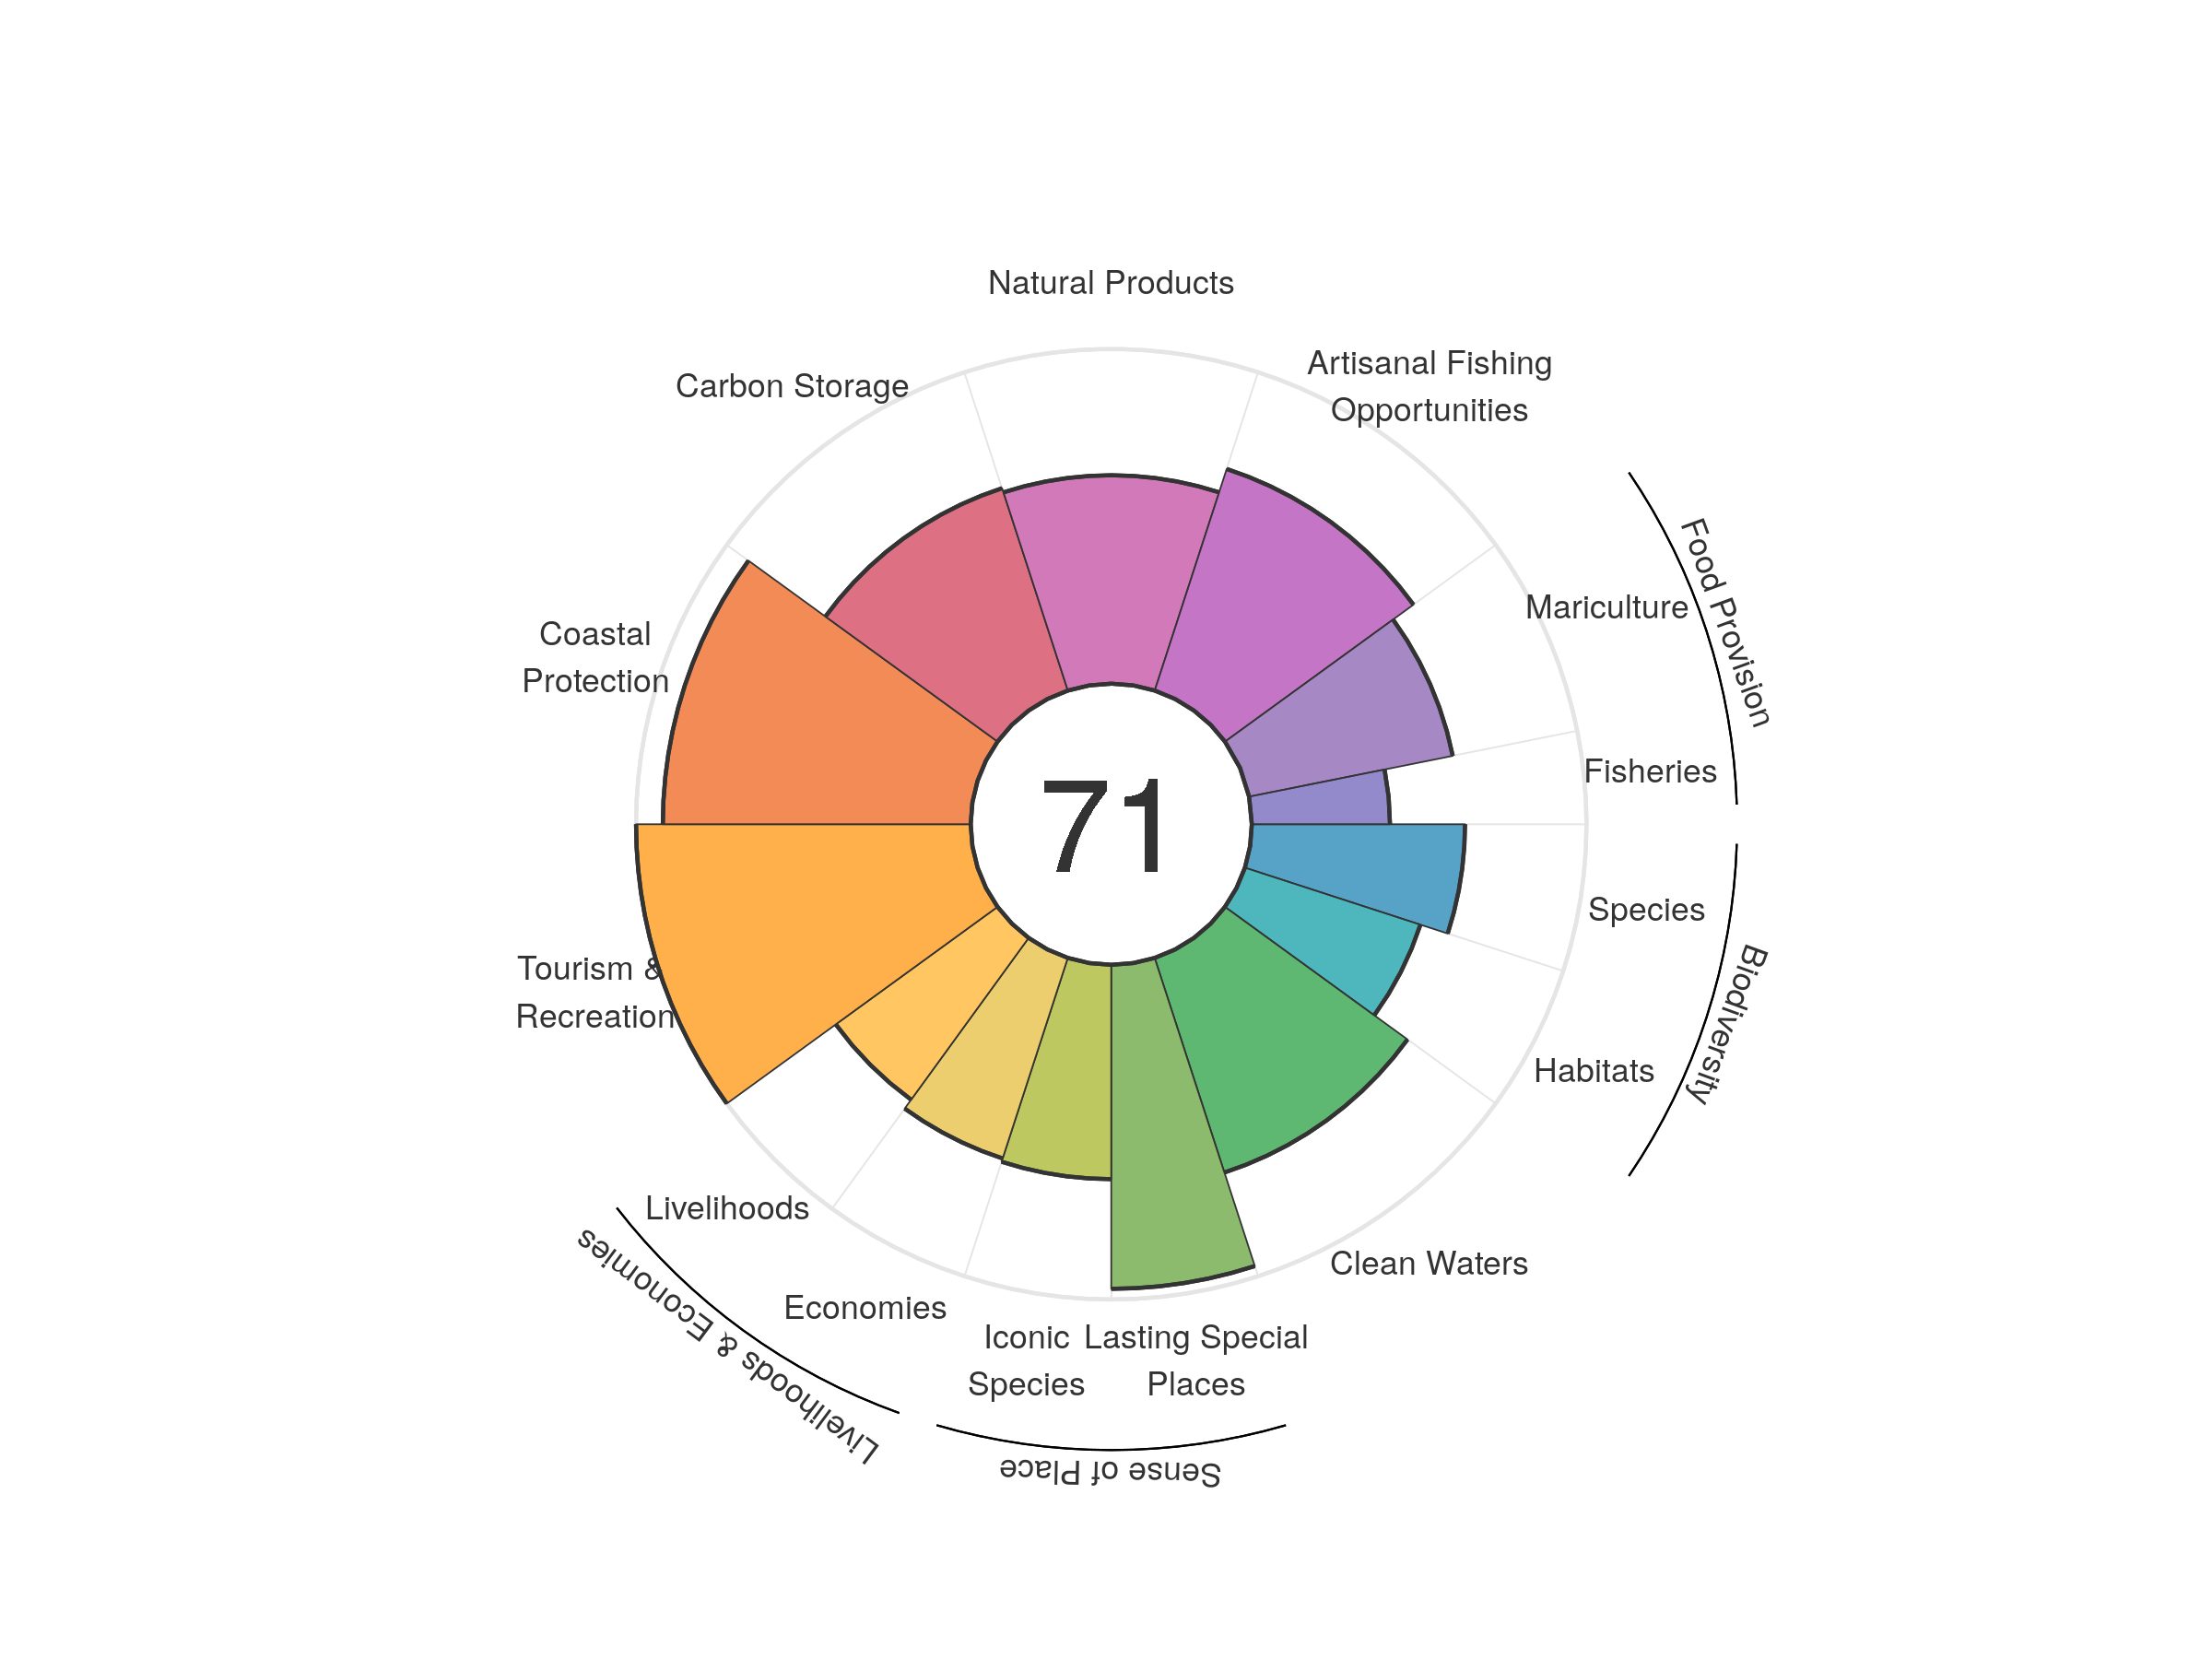 Natural Products
Artisanal Fishing
Opportunities
Carbon Storage
Food Provision
Mariculture
Coastal
Protection
Fisheries
71
Species
Biodiversity
Tourism &
Recreation
Habitats
Livelihoods
Clean Waters
Livelihoods & Economies
Economies
Iconic
Species
Lasting Special
Places
Sense of Place